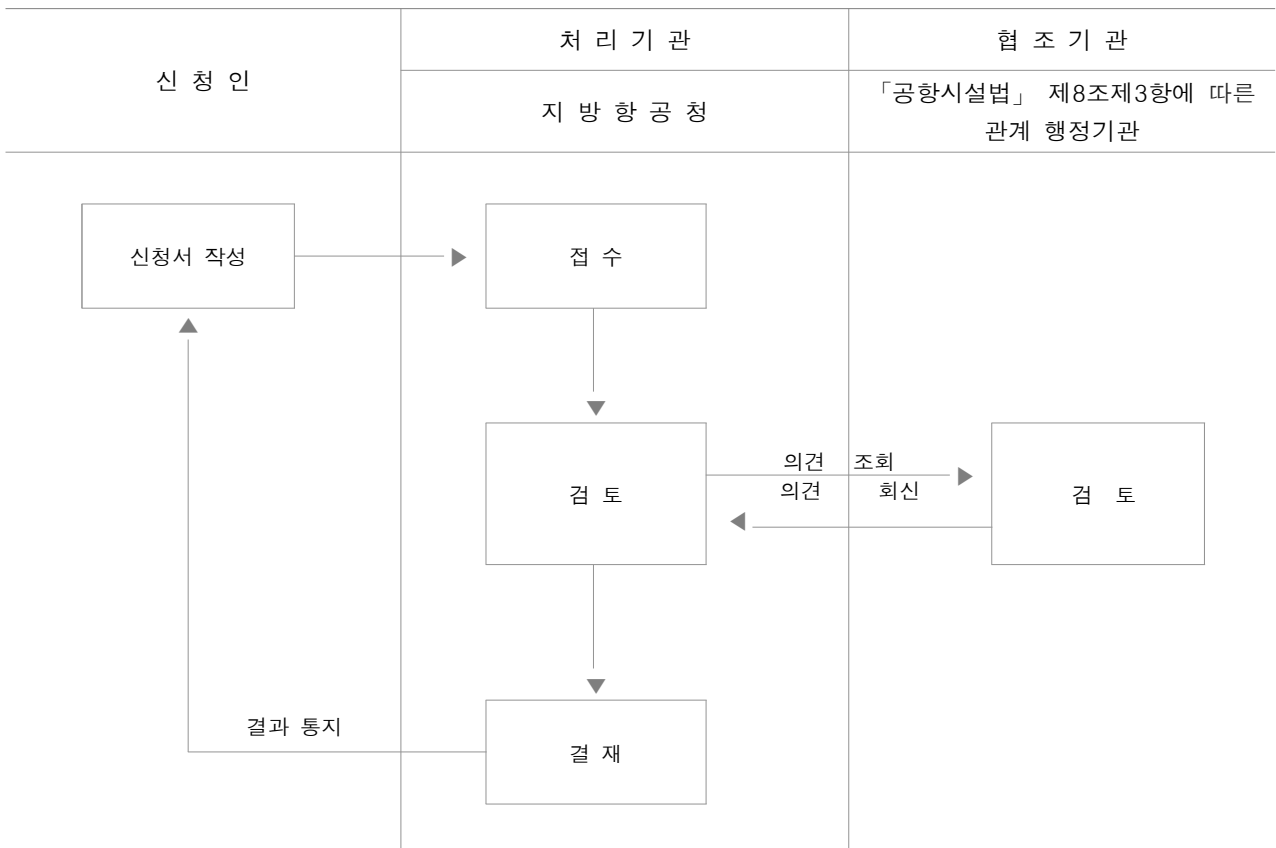 신 청 인
처 리 기 관
협 조 기 관
지 방 항 공 청
「공항시설법」 제8조제3항에 따른
관계 행정기관
신청서 작성
접 수
의견 조회
의견 회신
검 토
검 토
결과 통지
결 재